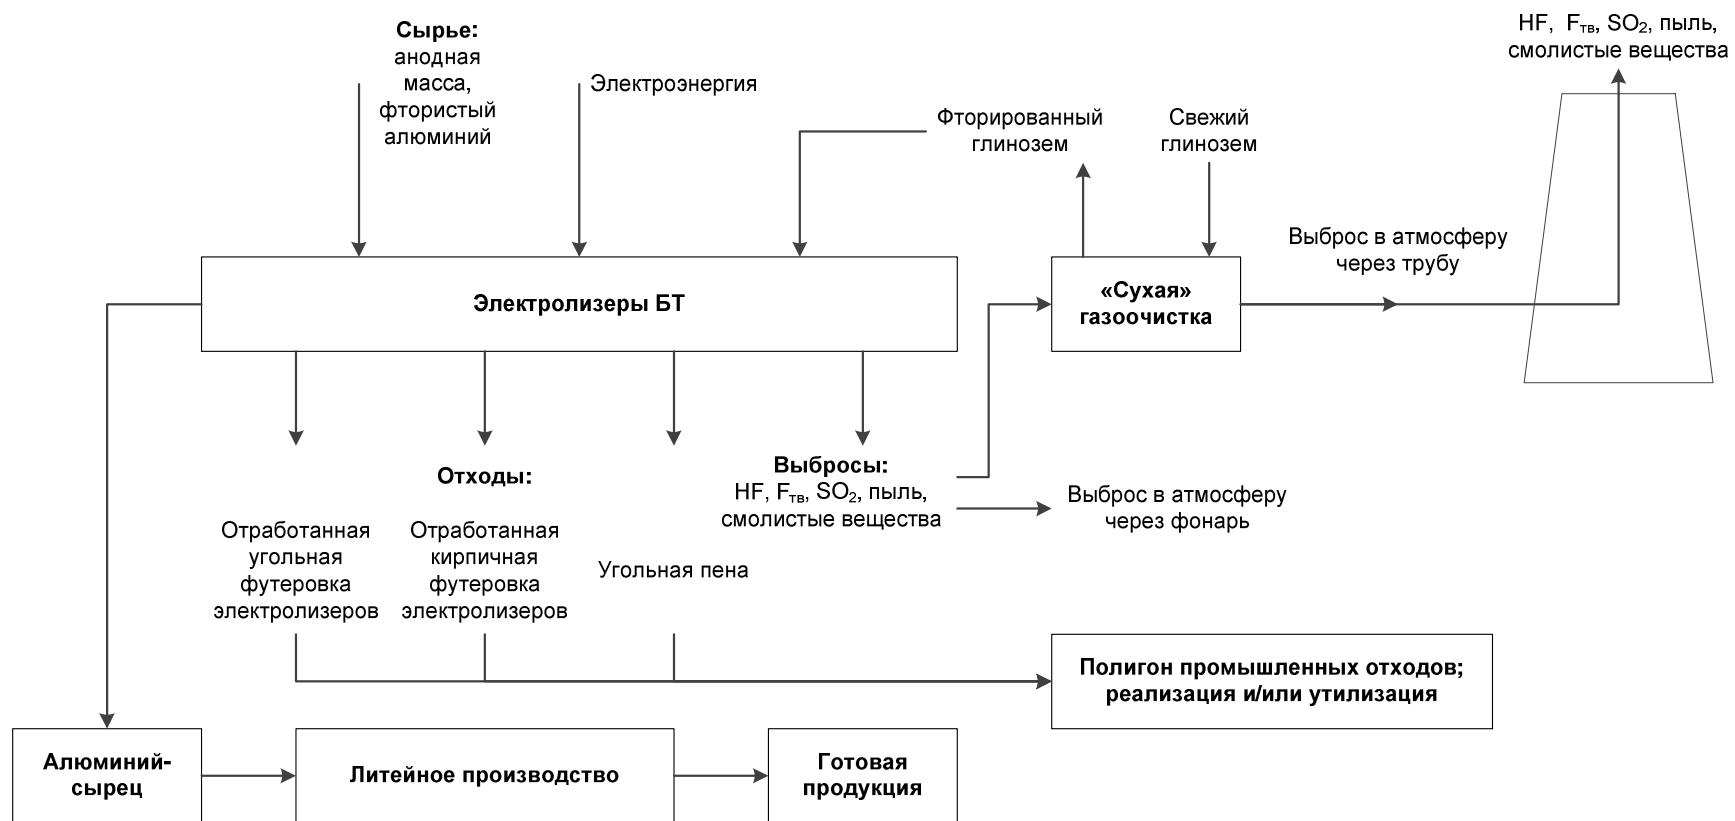 Сырье:
анодная
масса,
фтористый
алюминий
Электроэнергия
Фторированный
глинозем
Свежий
глинозем
HF, Fтв, SO₂, пыль,
смолистые вещества
Выброс в атмосферу
через трубу
Электролизеры БТ
«Сухая»
газоочистка
Отходы:
Выбросы:
HF, Fтв, SO₂, пыль,
смолистые вещества
Выброс в атмосферу
через фонарь
Отработанная
угольная
футеровка
электролизеров
Отработанная
кирпичная
футеровка
электролизеров
Угольная пена
Полигон промышленных отходов;
реализация и/или утилизация
Алюминий-
сырец
Литейное производство
Готовая
продукция